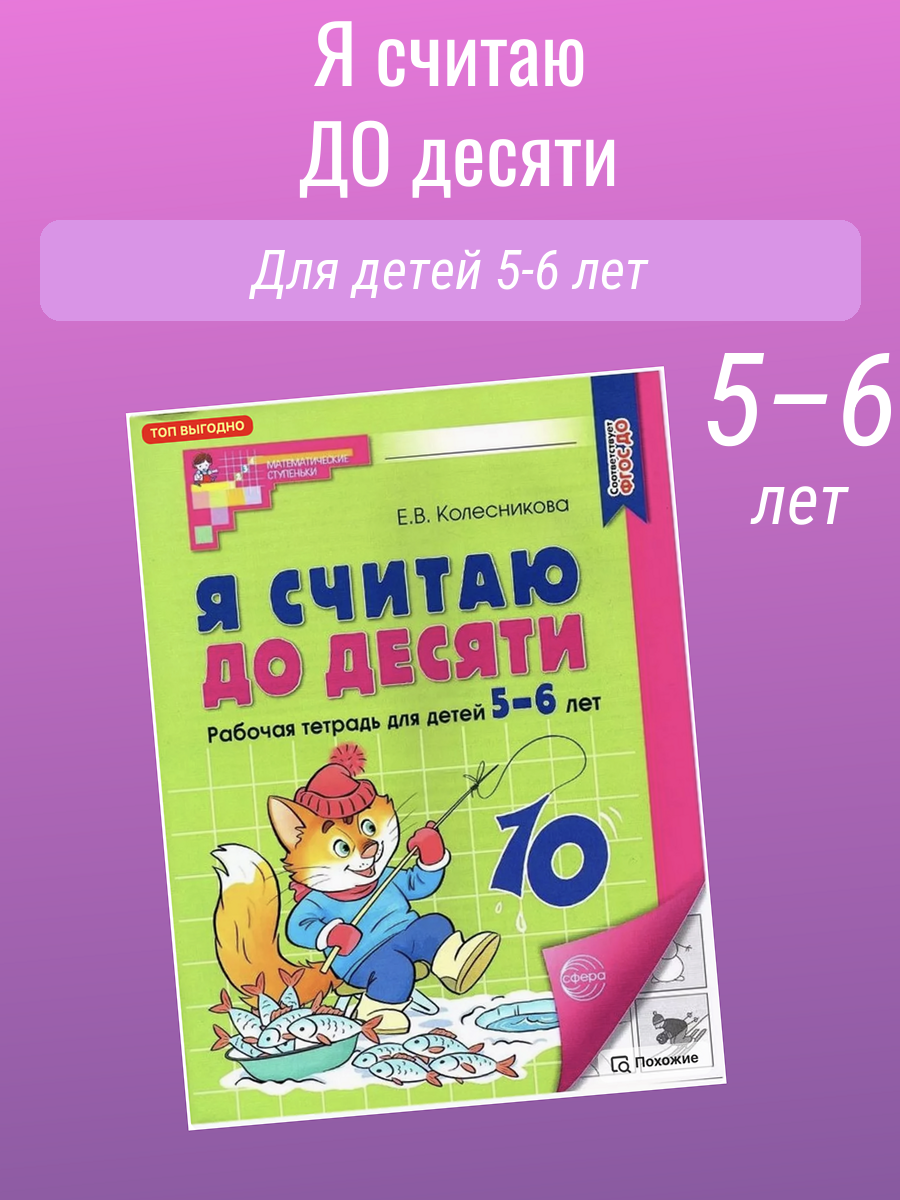 Я считаю
ДО десяти
Для детей 5-6 лет
5–6
лет
ТОП ВЫГОДНО
МАТЕМАТИЧЕСКИЕ
СТУПЕНЬКИ
Соответствует
ФГОС ДО
Е.В. Колесникова
Я СЧИТАЮ
ДО ДЕСЯТИ
Рабочая тетрадь для детей 5–6 лет
10
сфера
Похожие